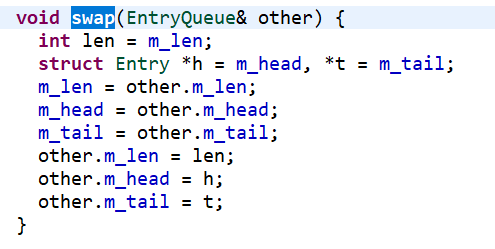 void swap(EntryQueue& other) {
  int len = m_len;
  struct Entry *h = m_head, *t = m_tail;
  m_len = other.m_len;
  m_head = other.m_head;
  m_tail = other.m_tail;
  other.m_len = len;
  other.m_head = h;
  other.m_tail = t;
}